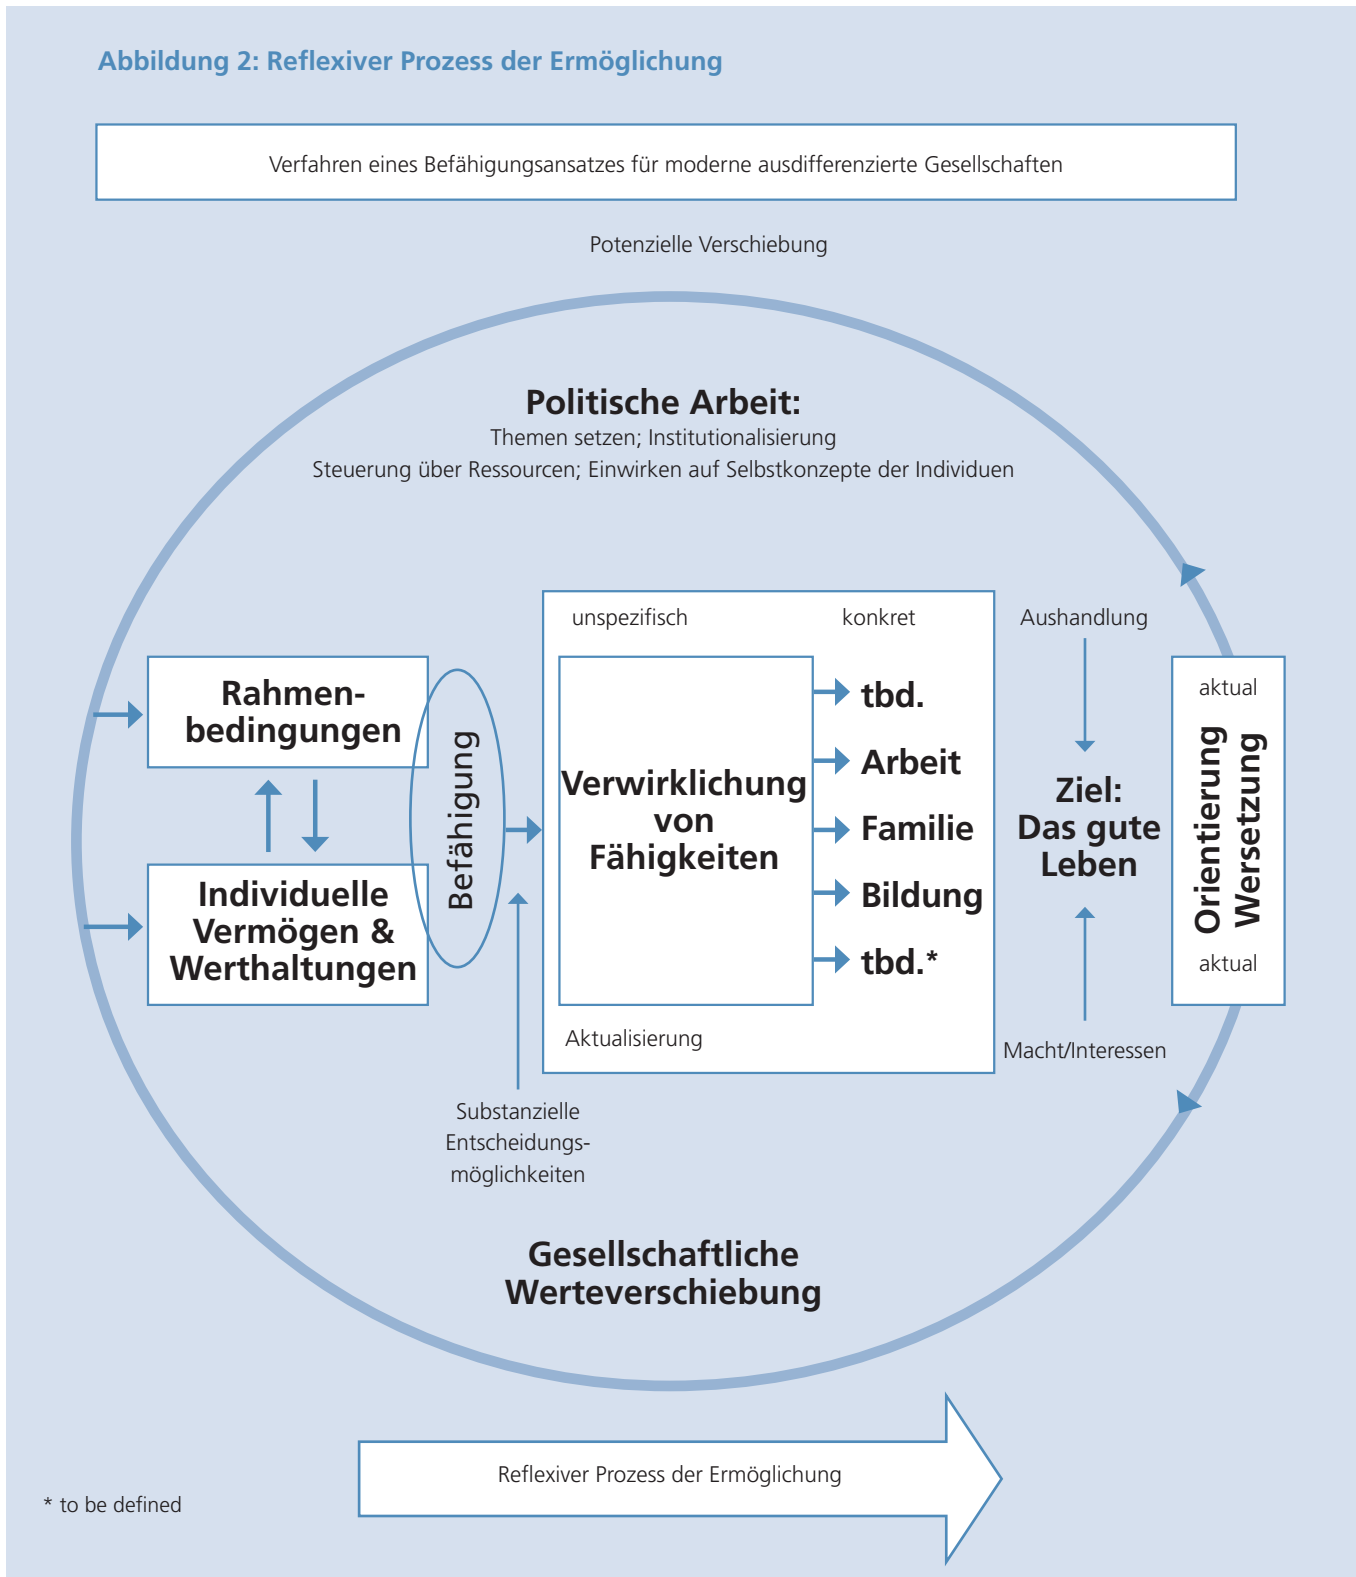 Abbildung 2: Reflexiver Prozess der Ermöglichung
Verfahren eines Befähigungsansatzes für moderne ausdifferenzierte Gesellschaften
Potenzielle Verschiebung
Politische Arbeit:
Themen setzen; Institutionalisierung
Steuerung über Ressourcen; Einwirken auf Selbstkonzepte der Individuen
Rahmen-
bedingungen
Individuelle
Vermögen &
Werthaltungen
Befähigung
Substanzielle
Entscheidungs-
möglichkeiten
unspezifisch
konkret
Verwirklichung
von
Fähigkeiten
Aktualisierung
tbd.
Arbeit
Familie
Bildung
tbd.*
Aushandlung
Ziel:
Das gute
Leben
Macht/Interessen
aktual
Orientierung
Wersetzung
aktual
Gesellschaftliche
Werteverschiebung
Reflexiver Prozess der Ermöglichung
* to be defined